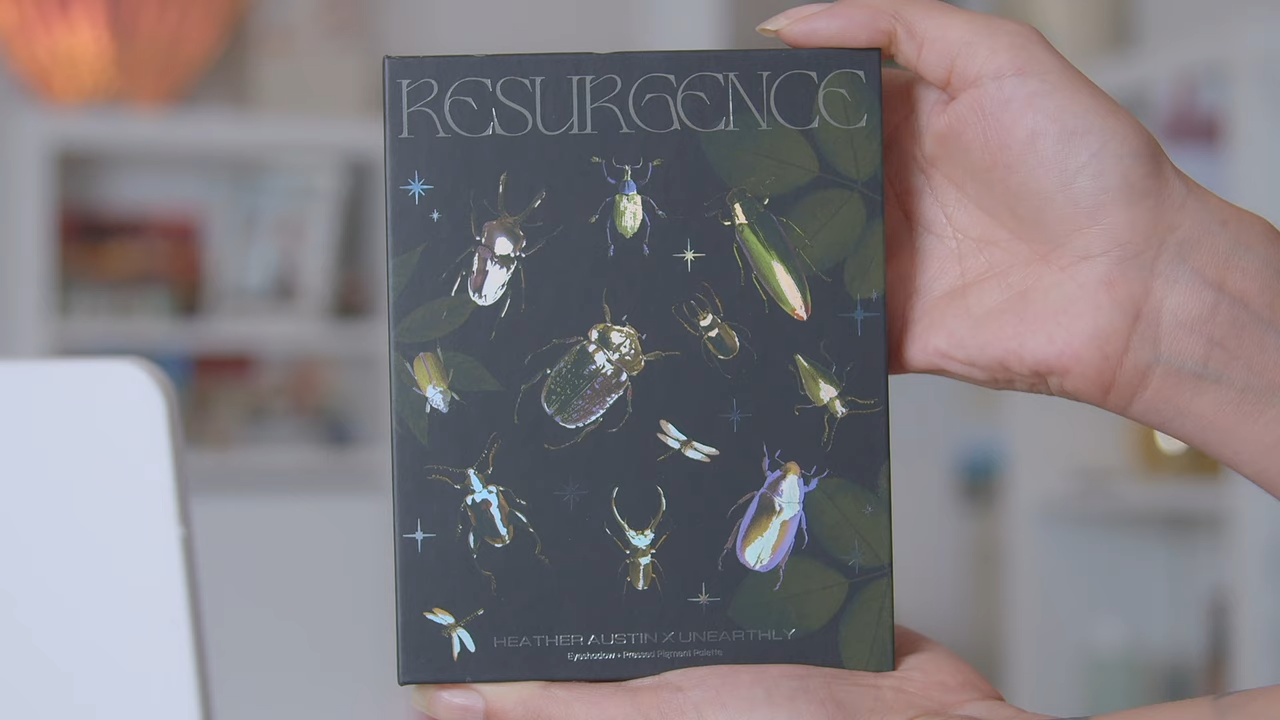 RESURGENCE
HEATHER AUSTIN X UNEARTHLY
Eyeshadow + Pressed Pigment Palette